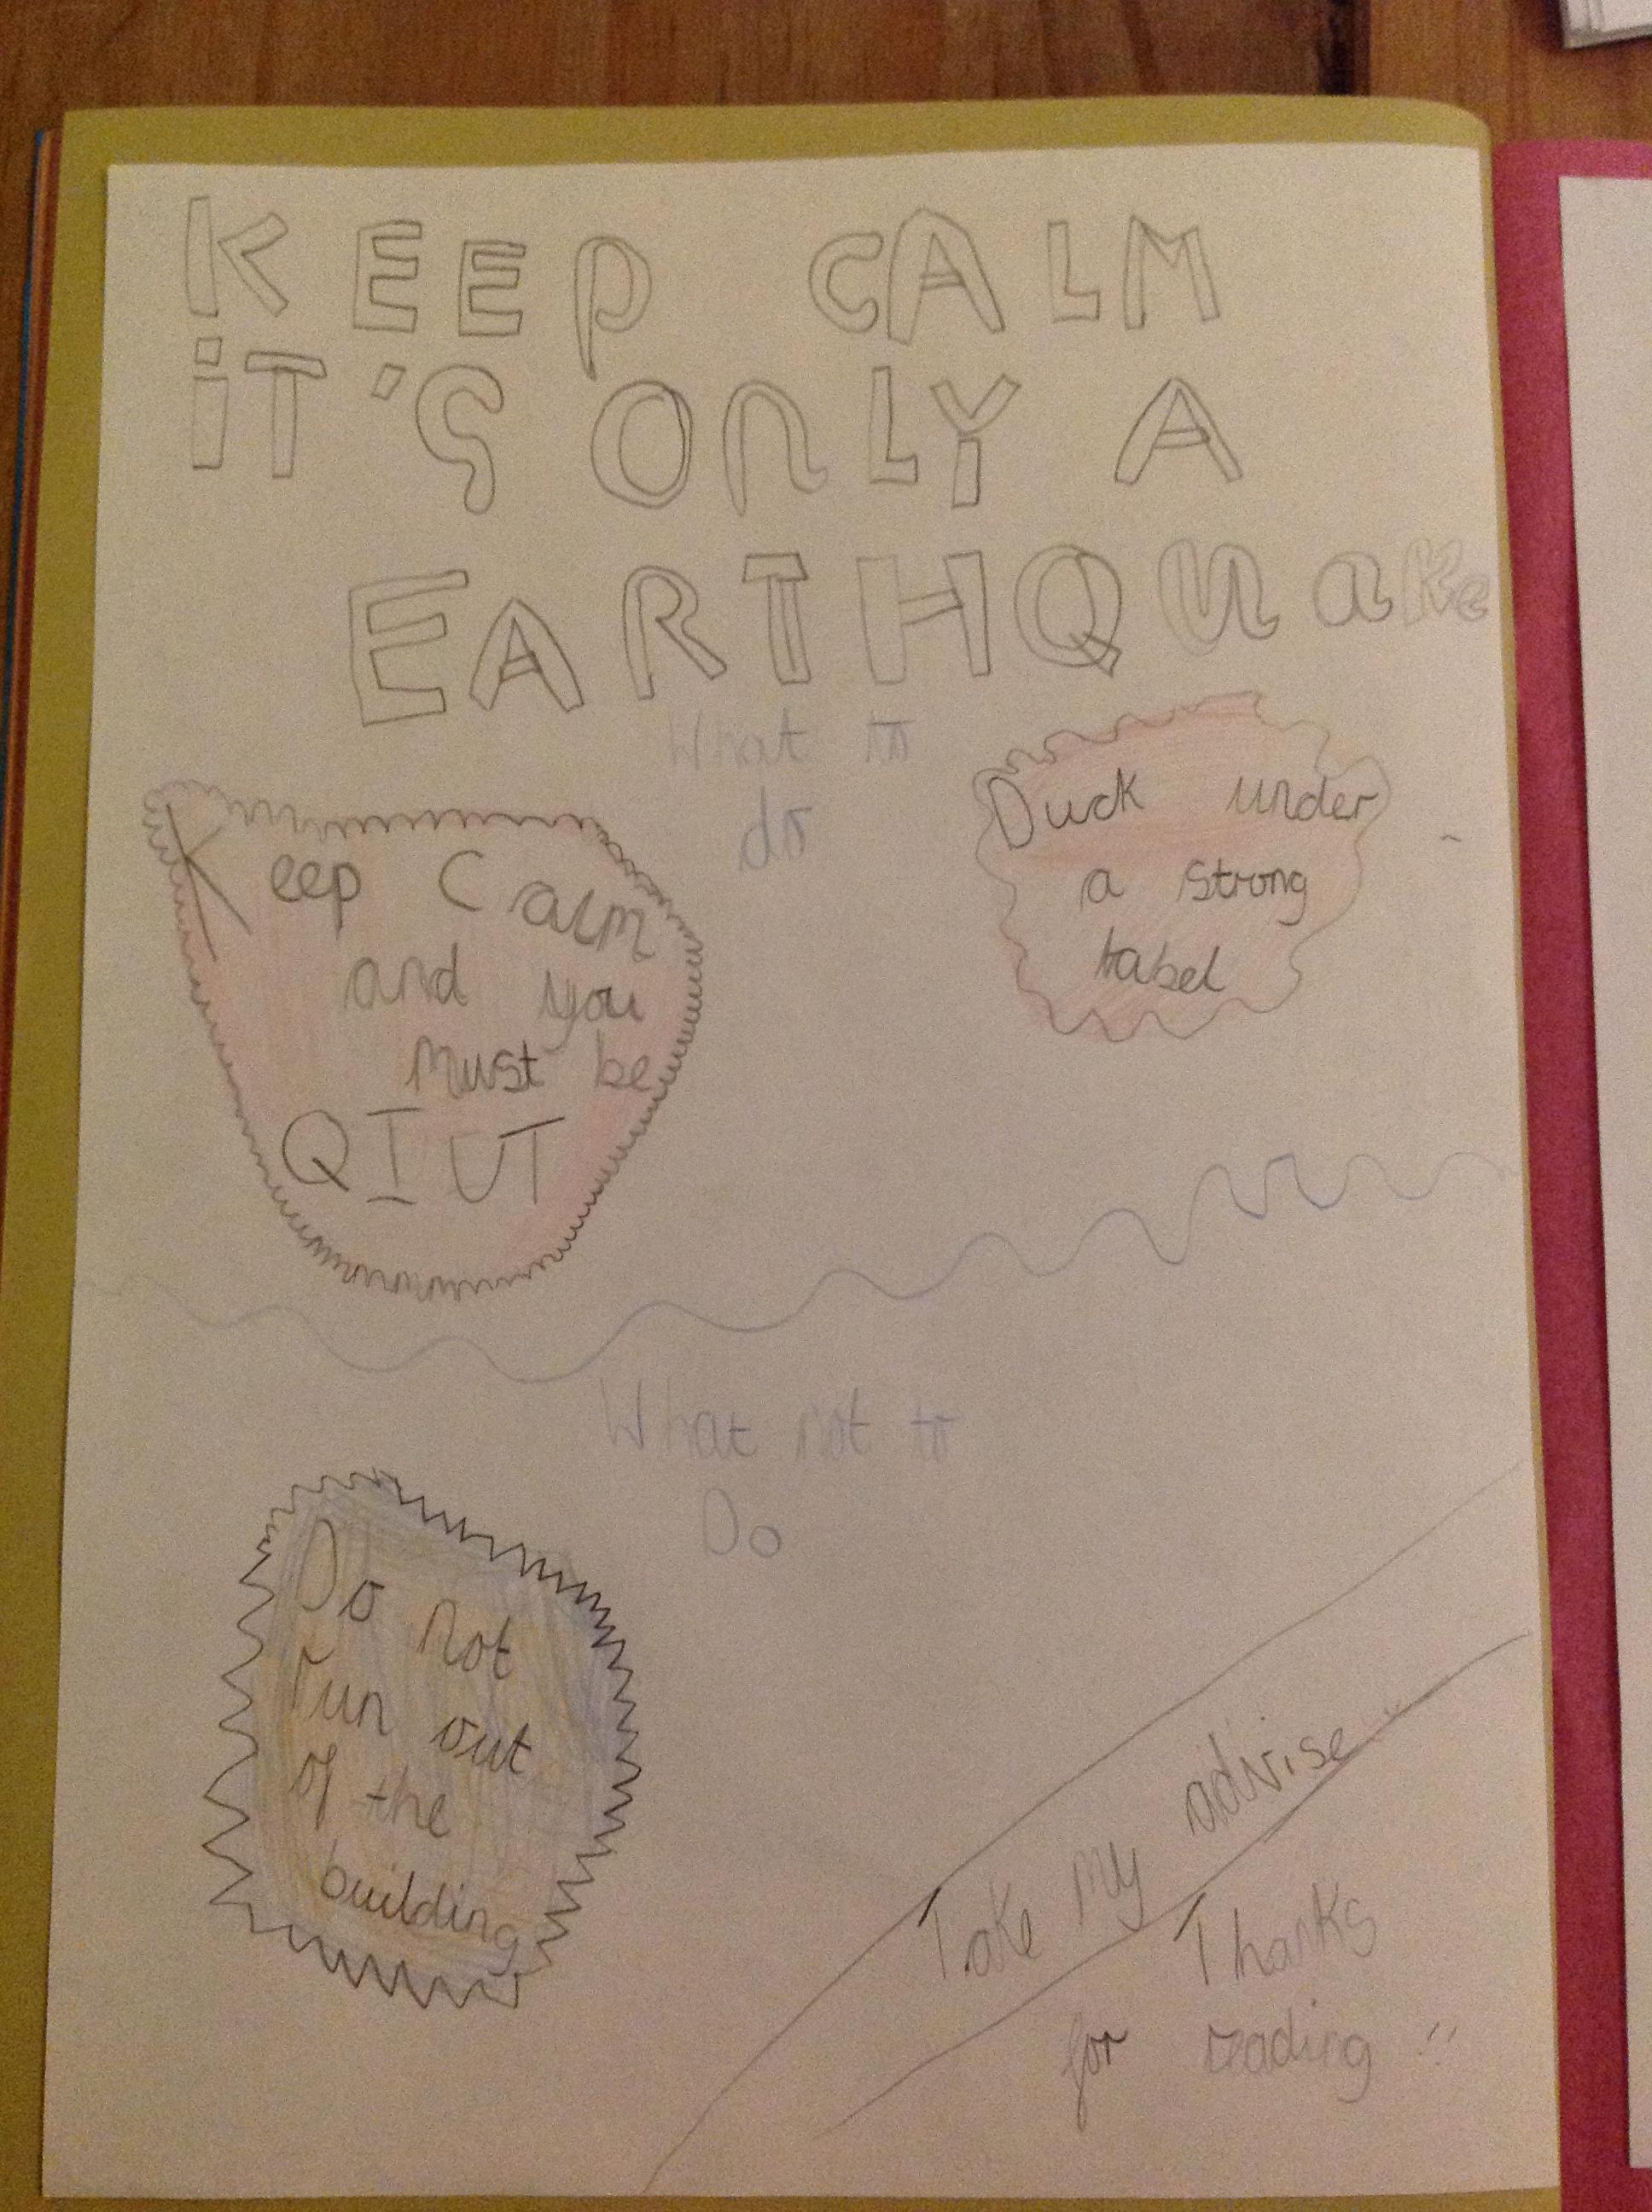 KEEP CALM
iT'S OnLY A
EARTHQuaKe
What to
do
Keep Calm
and you
Must be
QIUT
Duck under
a strong
tabel
What not to
Do
Do not
run out
of the
building
Take my advise
Thanks
for reading !!